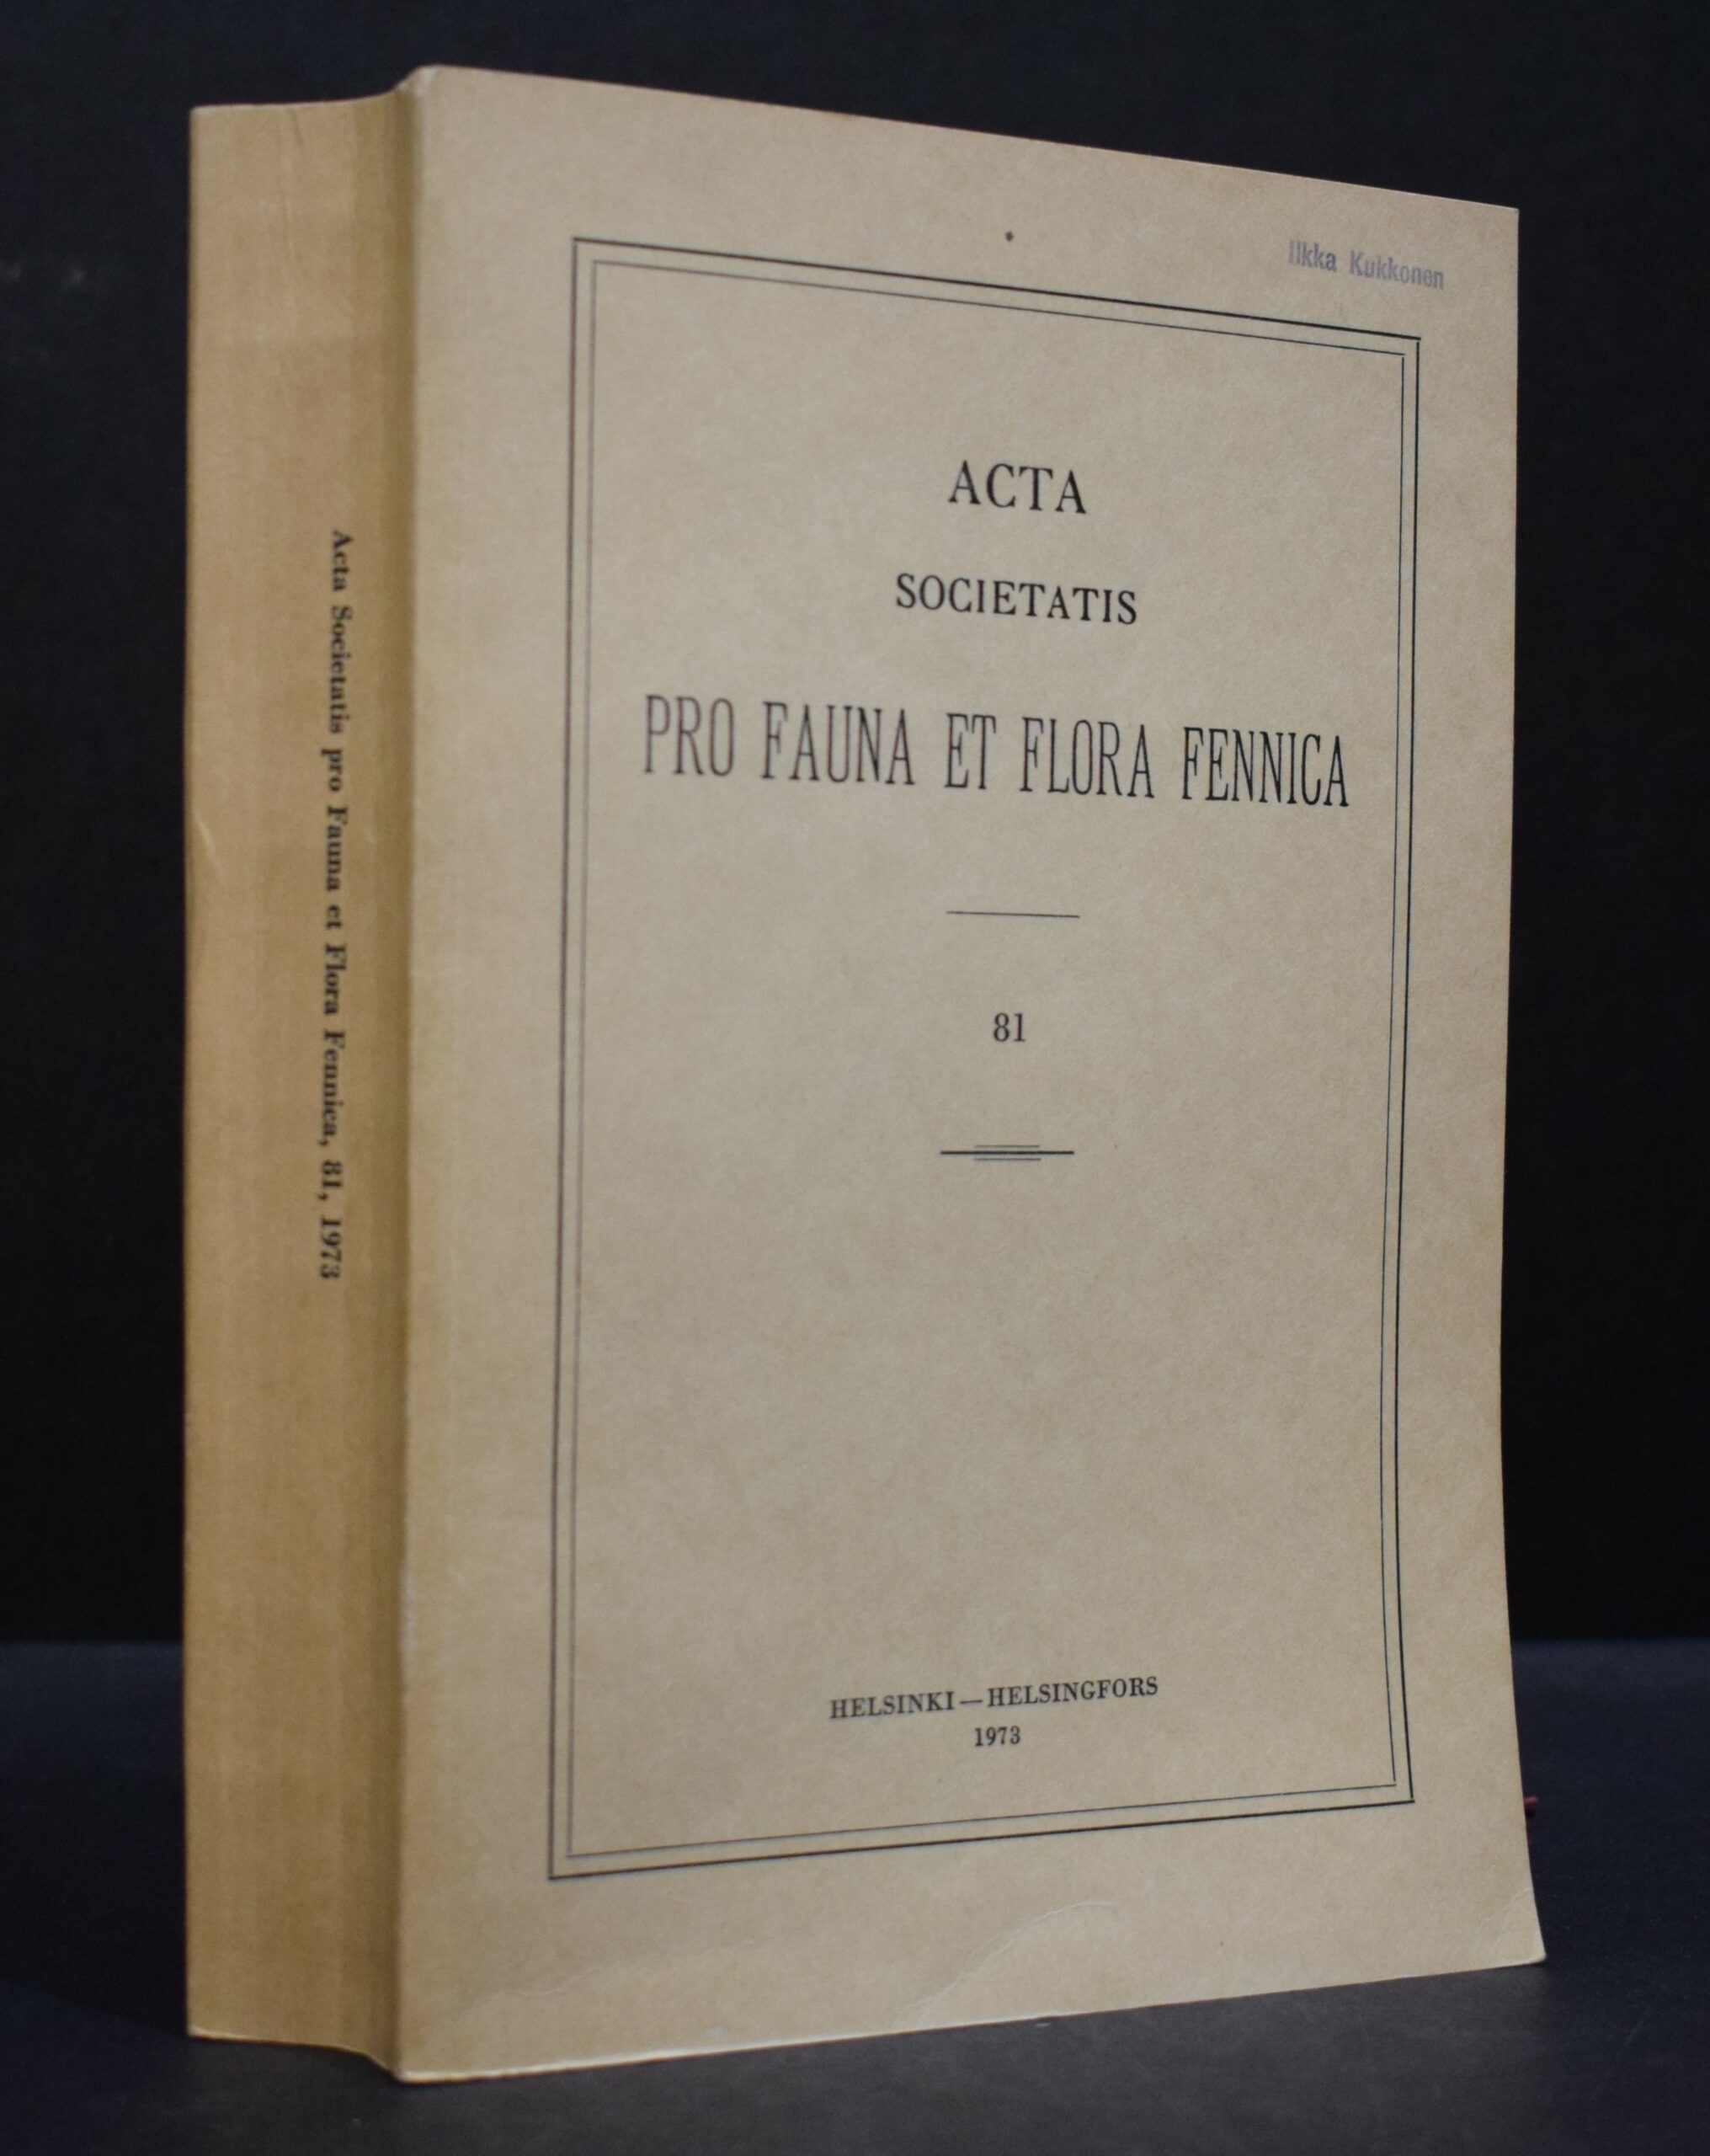 Acta Societatis pro Fauna et Flora Fennica, 81, 1973
Ilkka Kukkonen
ACTA
SOCIETATIS
PRO FAUNA ET FLORA FENNICA
81
HELSINKI—HELSINGFORS
1973